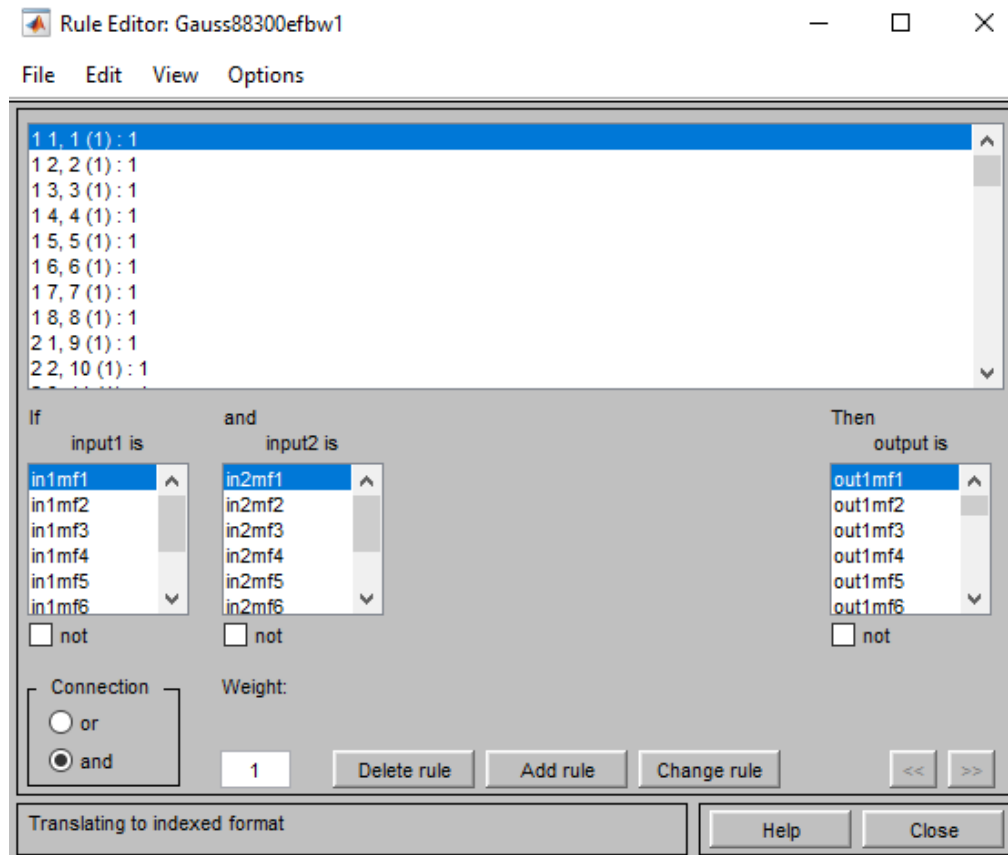 Rule Editor: Gauss88300efbw1
File Edit View Options
1 1, 1 (1) : 1
1 2, 2 (1) : 1
1 3, 3 (1) : 1
1 4, 4 (1) : 1
1 5, 5 (1) : 1
1 6, 6 (1) : 1
1 7, 7 (1) : 1
1 8, 8 (1) : 1
2 1, 9 (1) : 1
2 2, 10 (1) : 1
If and Then
input1 is input2 is output is
in1mf1 in2mf1 out1mf1
in1mf2 in2mf2 out1mf2
in1mf3 in2mf3 out1mf3
in1mf4 in2mf4 out1mf4
in1mf5 in2mf5 out1mf5
in1mf6 in2mf6 out1mf6
not not not
Connection Weight:
or
and 1 Delete rule Add rule Change rule << >>
Translating to indexed format Help Close